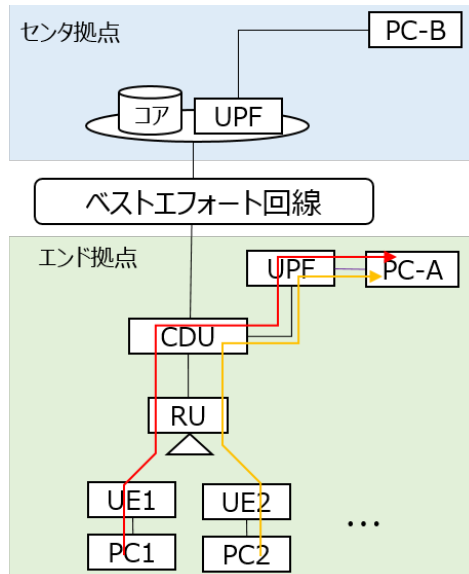 センタ拠点
PC-B
コア
UPF
ベストエフォート回線
エンド拠点
UPF
PC-A
CDU
RU
UE1
UE2
PC1
PC2
…